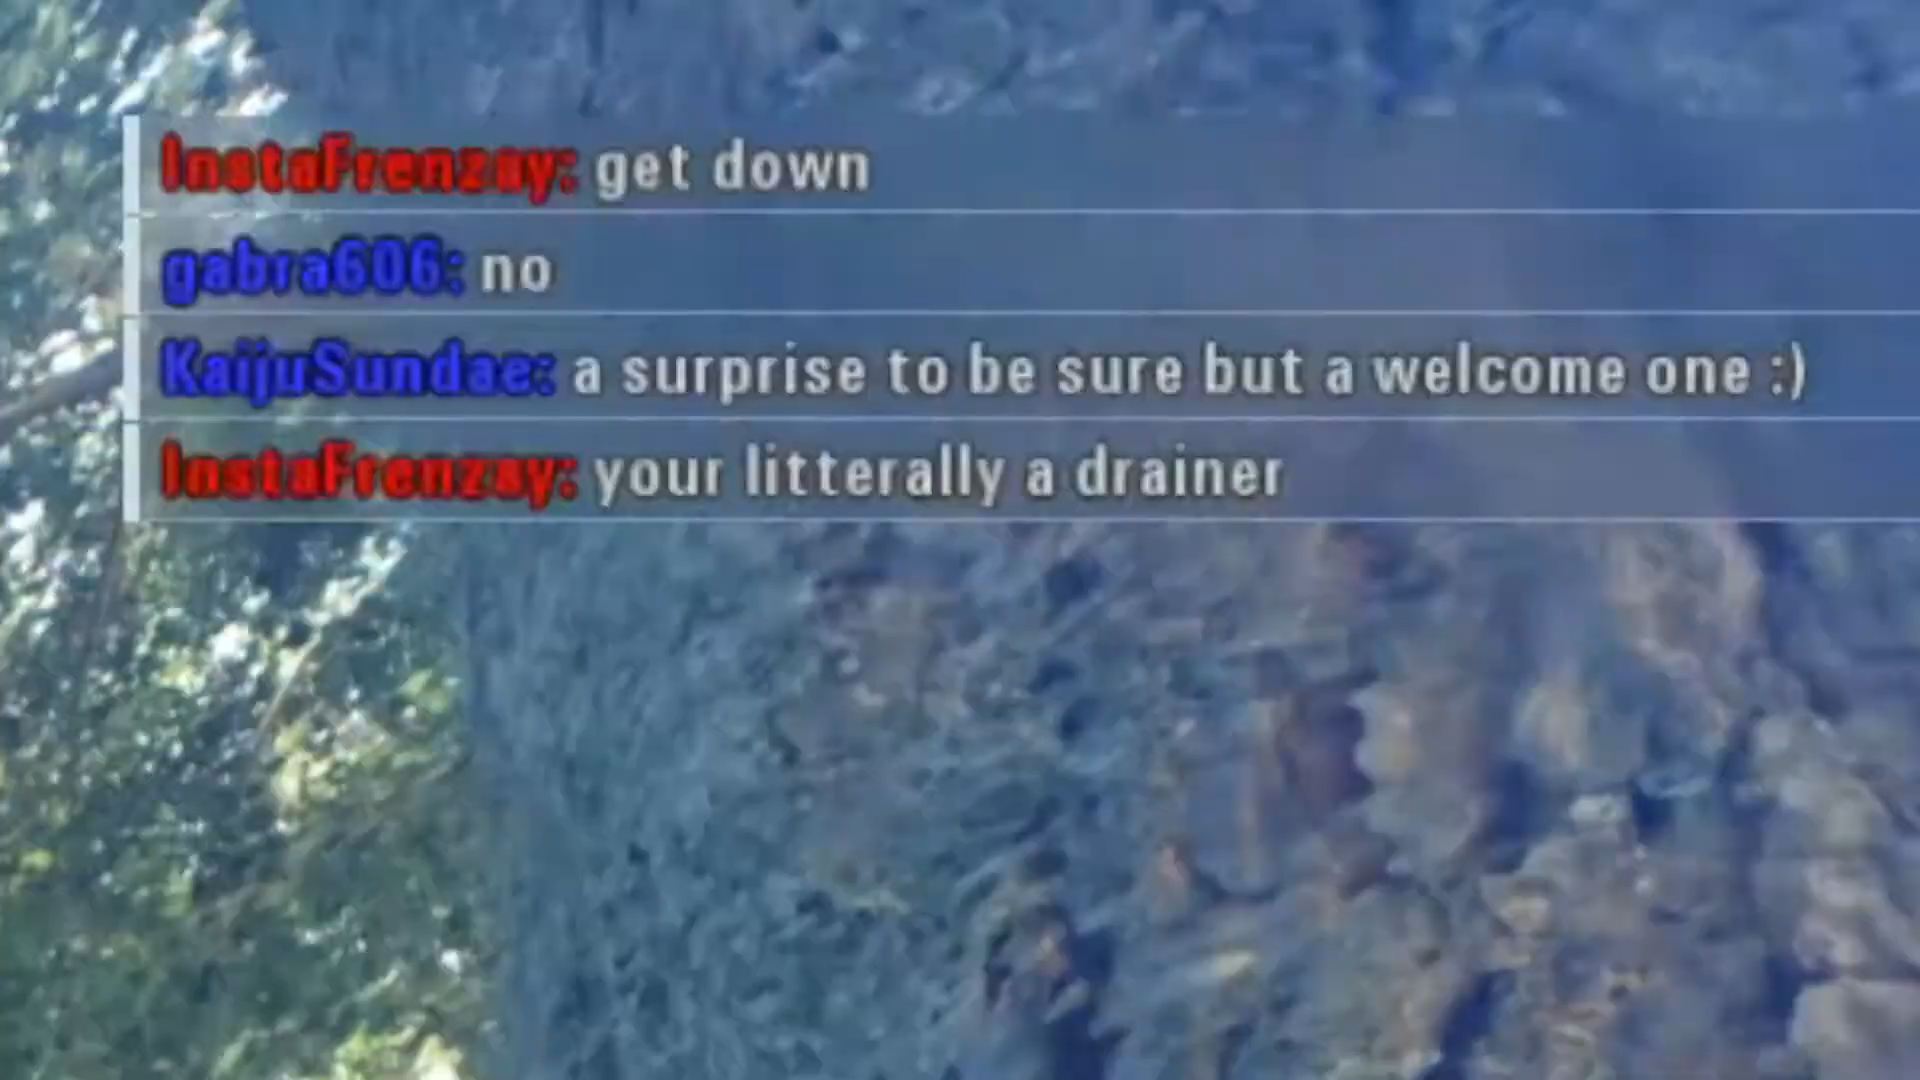 InstaFrenzay: get down
gabra606: no
KaijuSundae: a surprise to be sure but a welcome one :)
InstaFrenzay: your litterally a drainer